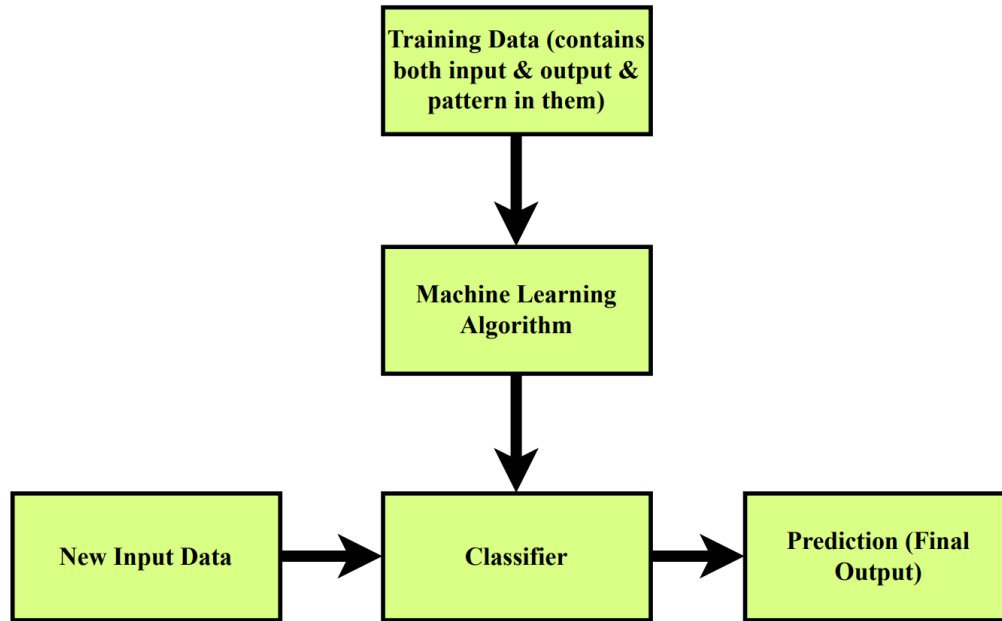 Training Data (contains
both input & output &
pattern in them)
Machine Learning
Algorithm
New Input Data
Classifier
Prediction (Final
Output)